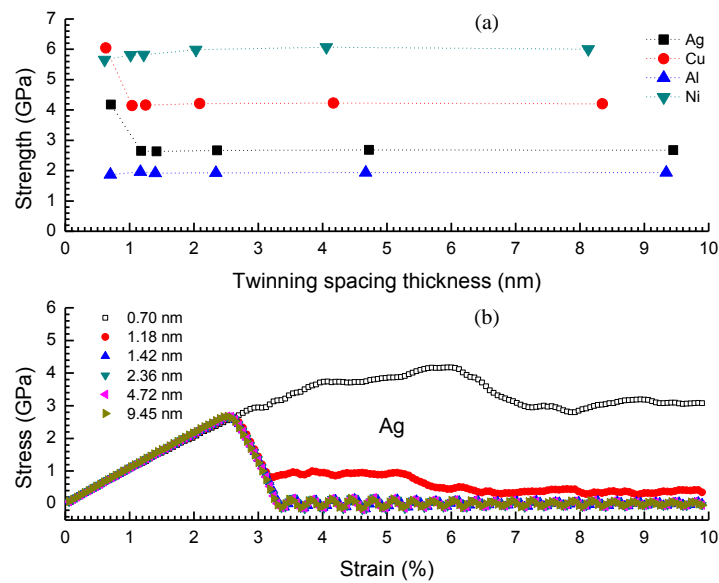 (a)
7
6
5
4
3
2
1
0
Strength (GPa)
Ag
Cu
Al
Ni
0 1 2 3 4 5 6 7 8 9 10
Twinning spacing thickness (nm)
(b)
6
5
4
3
2
1
0
Stress (GPa)
0.70 nm
1.18 nm
1.42 nm
2.36 nm
4.72 nm
9.45 nm
Ag
0 1 2 3 4 5 6 7 8 9 10
Strain (%)